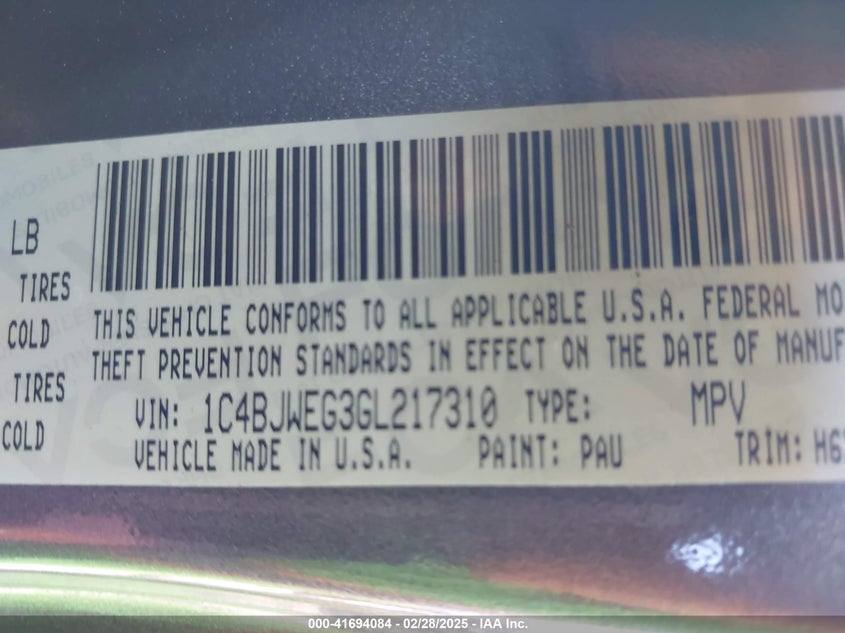 LB
TIRES
COLD
TIRES
COLD
THIS VEHICLE CONFORMS TO ALL APPLICABLE U.S.A. FEDERAL MO
THEFT PREVENTION STANDARDS IN EFFECT ON THE DATE OF MANUF
VIN: 1C4BJWEG3GL217310 TYPE: MPV
VEHICLE MADE IN U.S.A. PAINT: PAU TRIM:
000-41694084 - 02/28/2025 - IAA Inc.